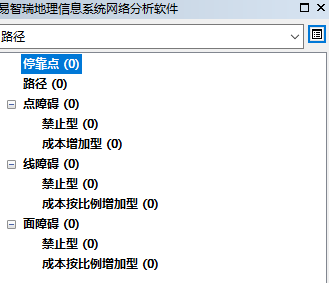 易智瑞地理信息系统网络分析软件
路径
停靠点 (0)
路径 (0)
点障碍 (0)
禁止型 (0)
成本增加型 (0)
线障碍 (0)
禁止型 (0)
成本按比例增加型 (0)
面障碍 (0)
禁止型 (0)
成本按比例增加型 (0)